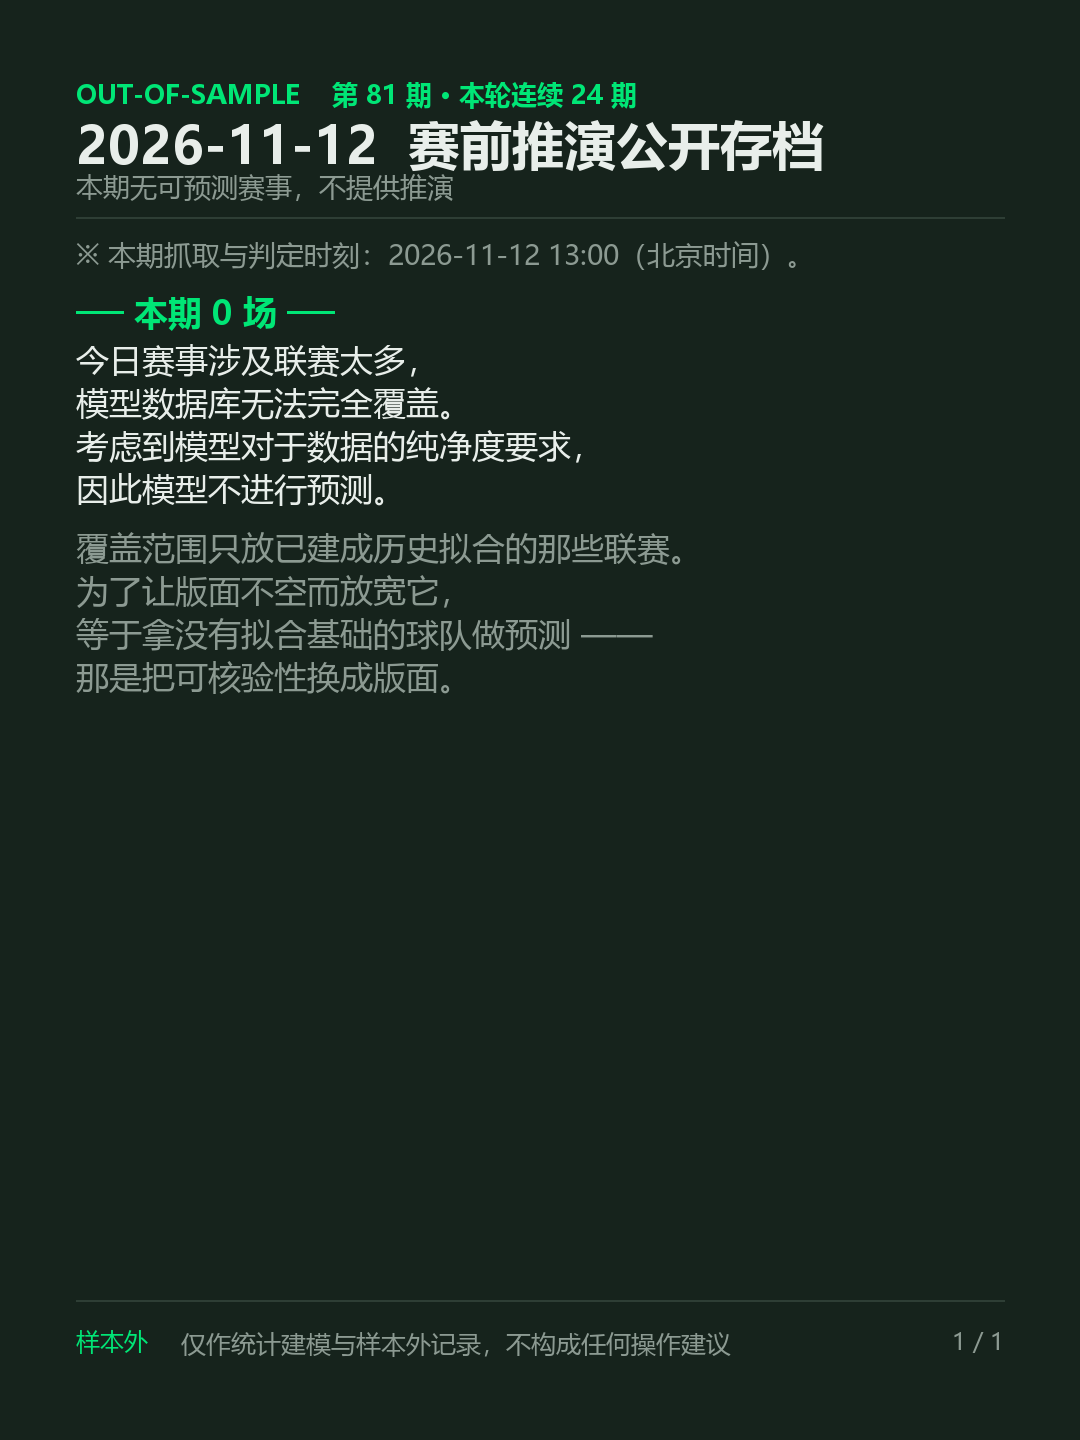 OUT-OF-SAMPLE 第 81 期·本轮连续 24 期
2026-11-12 赛前推演公开存档
本期无可预测赛事，不提供推演
※ 本期抓取与判定时刻：2026-11-12 13:00（北京时间）。
—— 本期 0 场 ——
今日赛事涉及联赛太多，
模型数据库无法完全覆盖。
考虑到模型对于数据的纯净度要求，
因此模型不进行预测。
覆盖范围只放已建成历史拟合的那些联赛。
为了让版面不空而放宽它，
等于拿没有拟合基础的球队做预测 ——
那是把可核验性换成版面。
样本外 仅作统计建模与样本外记录，不构成任何操作建议 1 / 1